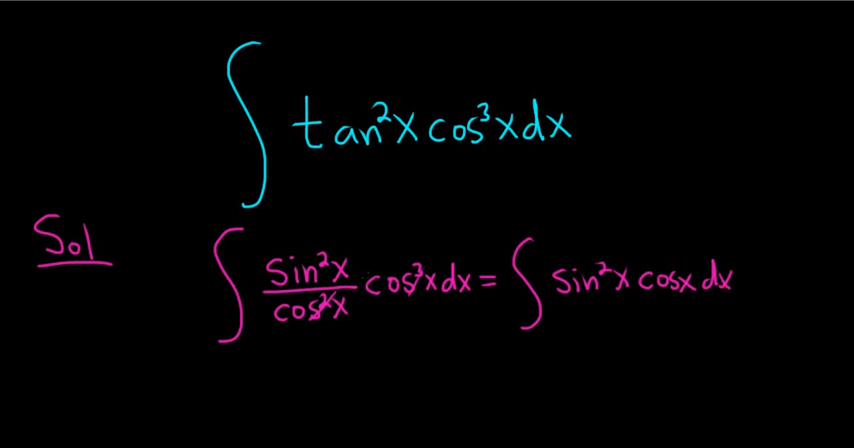 ∫ tan²x cos³x dx
Sol ∫ sin²x/cos²x cos³x dx = ∫ sin²x cosx dx